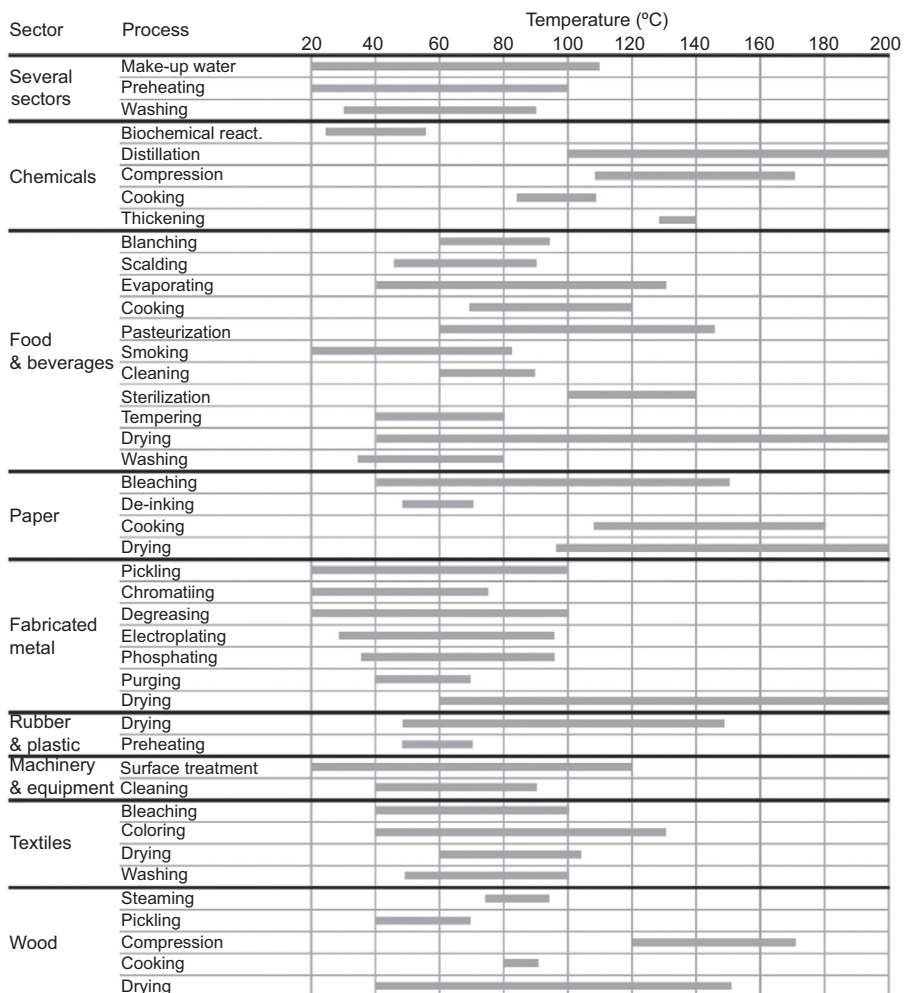 Temperature (ºC)
Sector Process
20 40 60 80 100 120 140 160 180 200
Several sectors
Make-up water
Preheating
Washing
Chemicals
Biochemical react.
Distillation
Compression
Cooking
Thickening
Food & beverages
Blanching
Scalding
Evaporating
Cooking
Pasteurization
Smoking
Cleaning
Sterilization
Tempering
Drying
Washing
Paper
Bleaching
De-inking
Cooking
Drying
Fabricated metal
Pickling
Chromatiing
Degreasing
Electroplating
Phosphating
Purging
Drying
Rubber & plastic
Drying
Preheating
Machinery & equipment
Surface treatment
Cleaning
Textiles
Bleaching
Coloring
Drying
Washing
Wood
Steaming
Pickling
Compression
Cooking
Drying